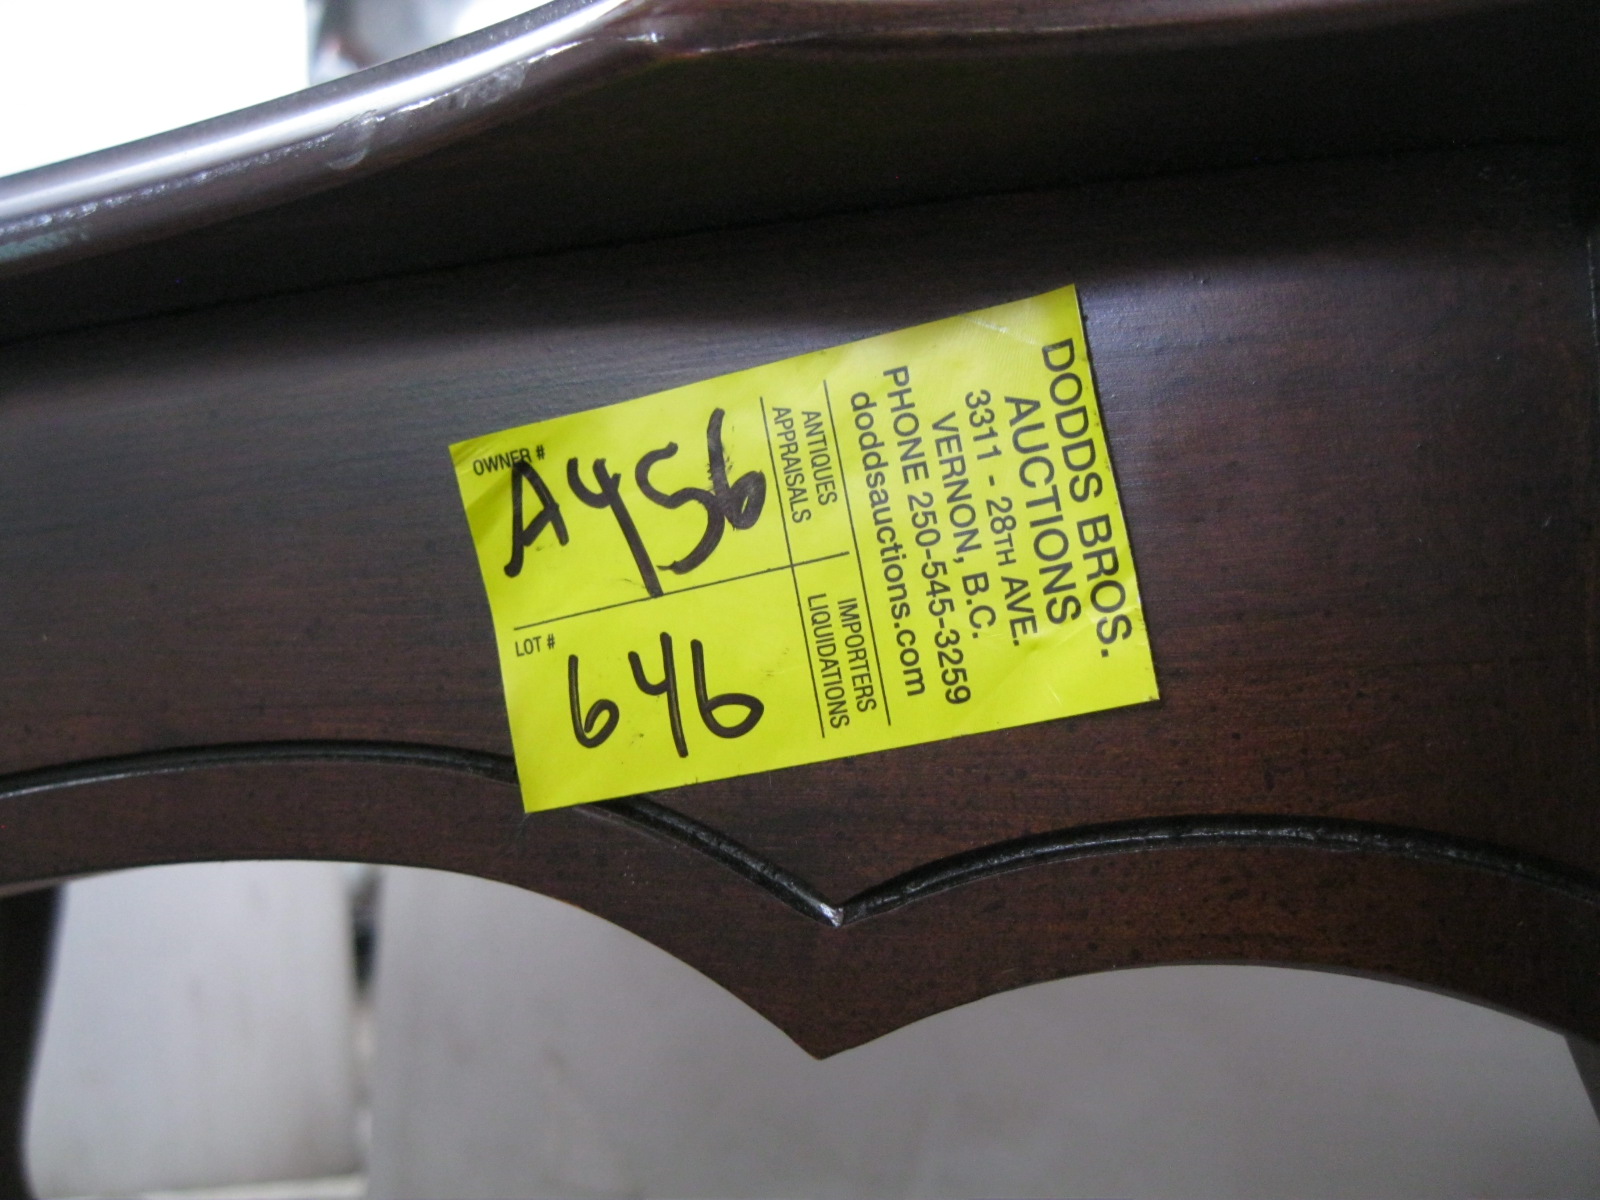 DODDS BROS.
AUCTIONS
3311 - 28TH AVE.
VERNON, B.C.
PHONE 250-545-3259
doddsauctions.com
ANTIQUES
APPRAISALS
IMPORTERS
LIQUIDATIONS
OWNER #
A456
LOT #
646